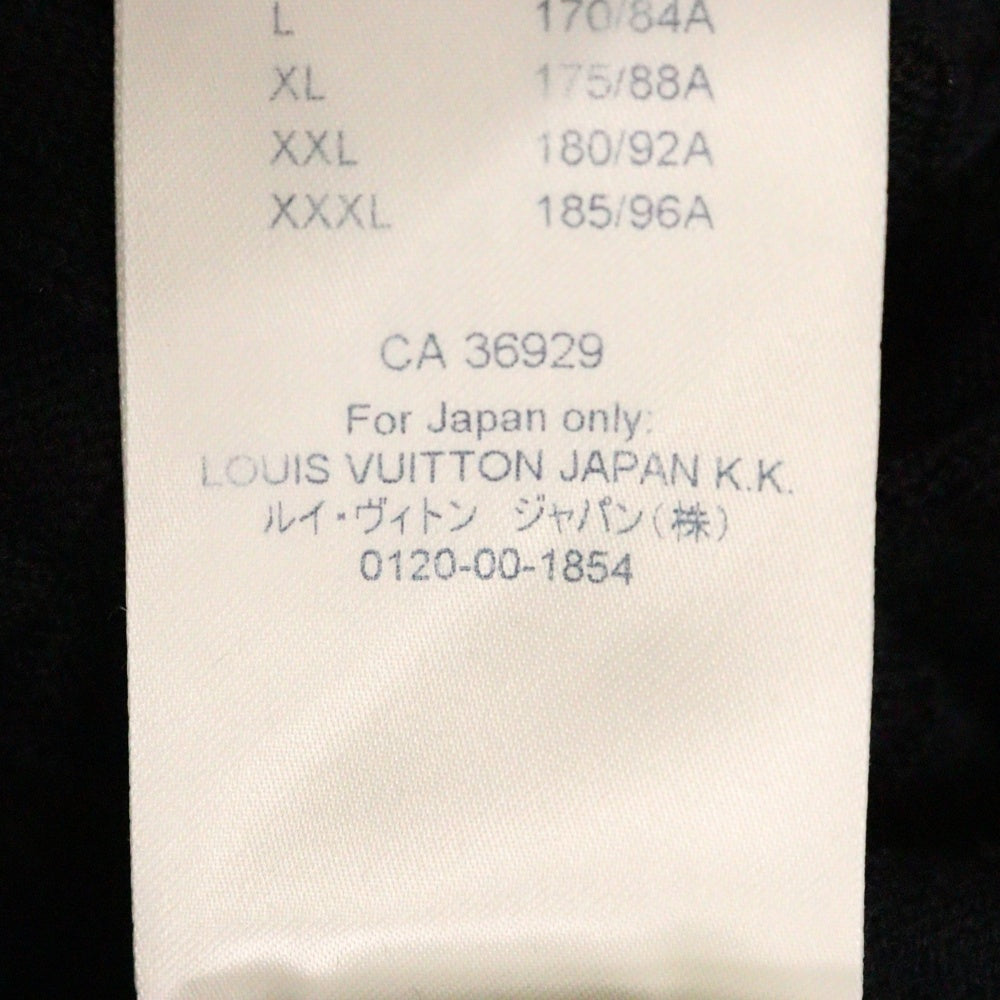 L 170/84A
XL 175/88A
XXL 180/92A
XXXL 185/96A
CA 36929
For Japan only:
LOUIS VUITTON JAPAN K.K.
ルイ・ヴィトン ジャパン(株)
0120-00-1854